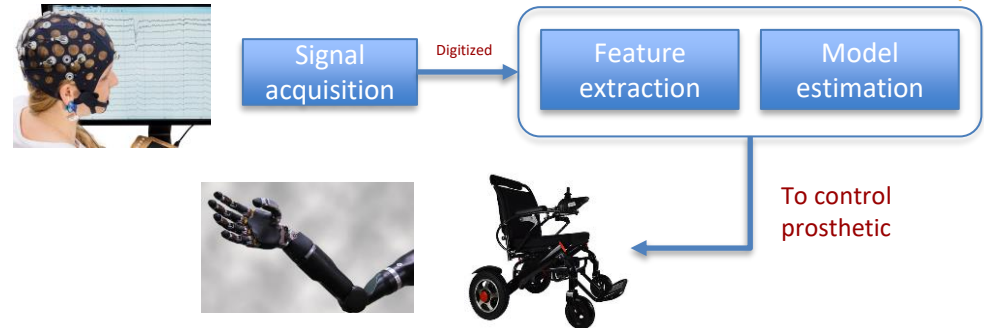 Signal
acquisition
Digitized
Feature
extraction
Model
estimation
To control
prosthetic